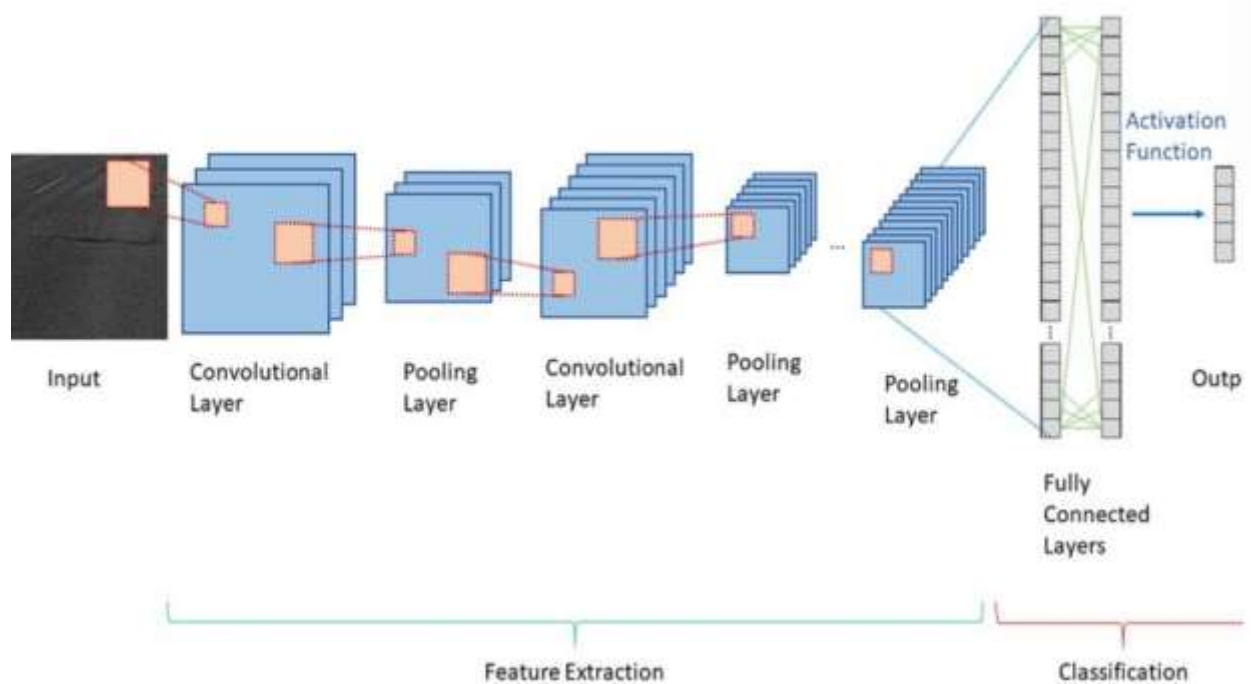 Activation
Function
Input
Convolutional
Layer
Pooling
Layer
Convolutional
Layer
Pooling
Layer
...
Pooling
Layer
Outp
Fully
Connected
Layers
Feature Extraction
Classification